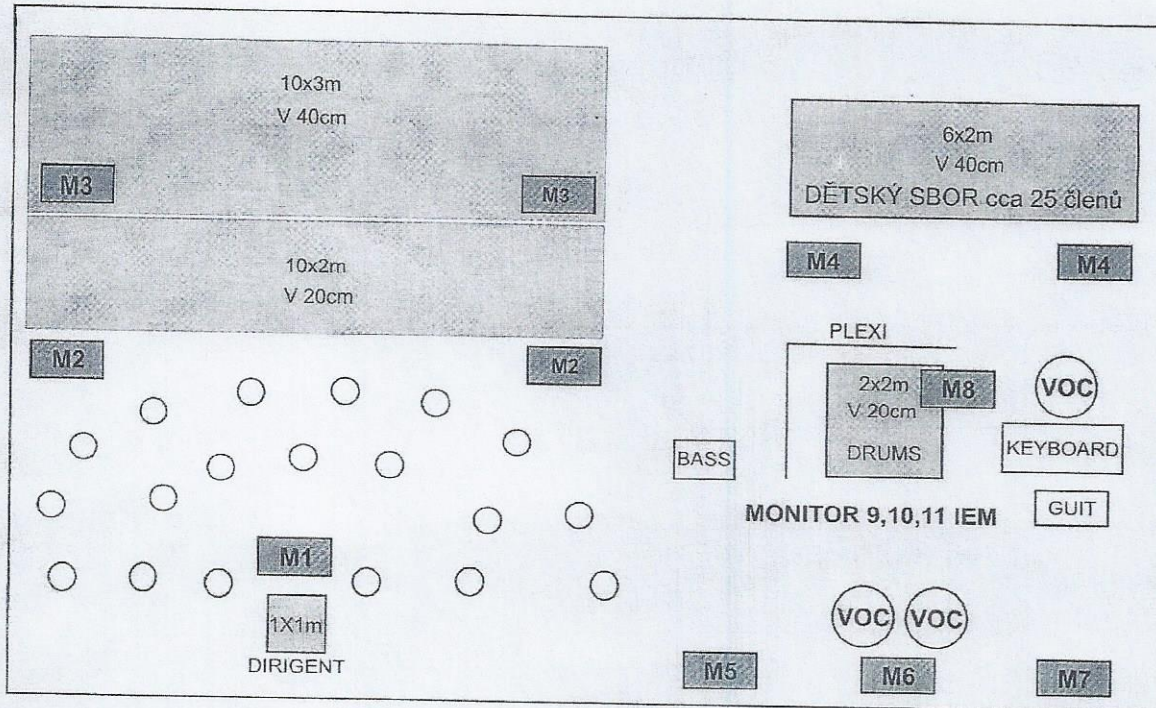 10x3m
V 40cm
M3
M3
10x2m
V 20cm
M2
M2
M1
1X1m
DIRIGENT
6x2m
V 40cm
DĚTSKÝ SBOR cca 25 členů
M4
M4
PLEXI
2x2m
V 20cm
DRUMS
M8
VOC
KEYBOARD
BASS
GUIT
MONITOR 9,10,11 IEM
VOC
VOC
M5
M6
M7